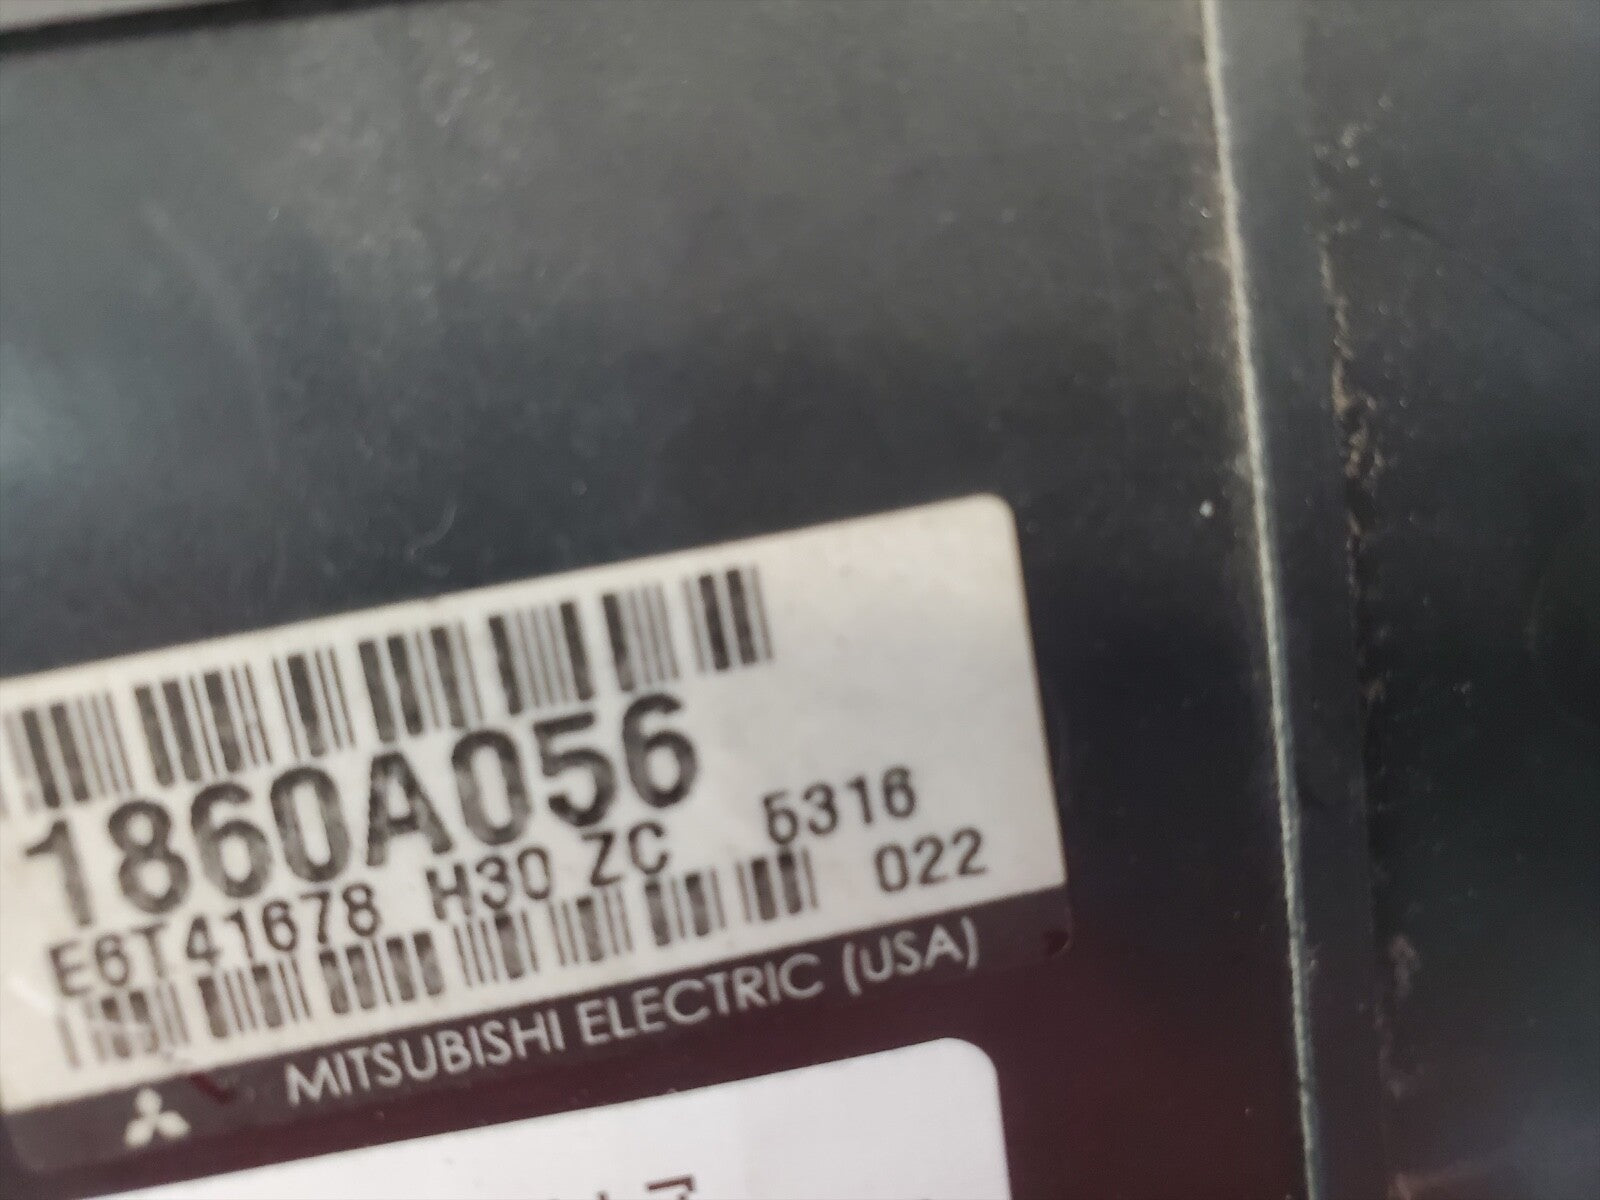 1860A056
5316
E6T41678 H30 ZC
022
MITSUBISHI ELECTRIC (USA)